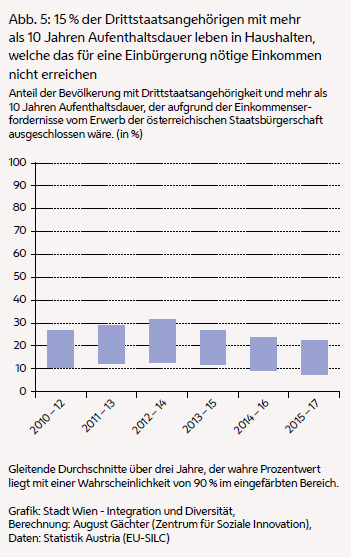 Abb. 5: 15 % der Drittstaatsangehörigen mit mehr
als 10 Jahren Aufenthaltsdauer leben in Haushalten,
welche das für eine Einbürgerung nötige Einkommen
nicht erreichen
Anteil der Bevölkerung mit Drittstaatsangehörigkeit und mehr als
10 Jahren Aufenthaltsdauer, der aufgrund der Einkommenser-
fordernisse vom Erwerb der österreichischen Staatsbürgerschaft
ausgeschlossen wäre. (in %)
100
90
80
70
60
50
40
30
20
10
0
2010 – 12
2011 – 13
2012 – 14
2013 – 15
2014 – 16
2015 – 17
Gleitende Durchschnitte über drei Jahre, der wahre Prozentwert
liegt mit einer Wahrscheinlichkeit von 90 % im eingefärbten Bereich.
Grafik: Stadt Wien - Integration und Diversität,
Berechnung: August Gächter (Zentrum für Soziale Innovation),
Daten: Statistik Austria (EU-SILC)